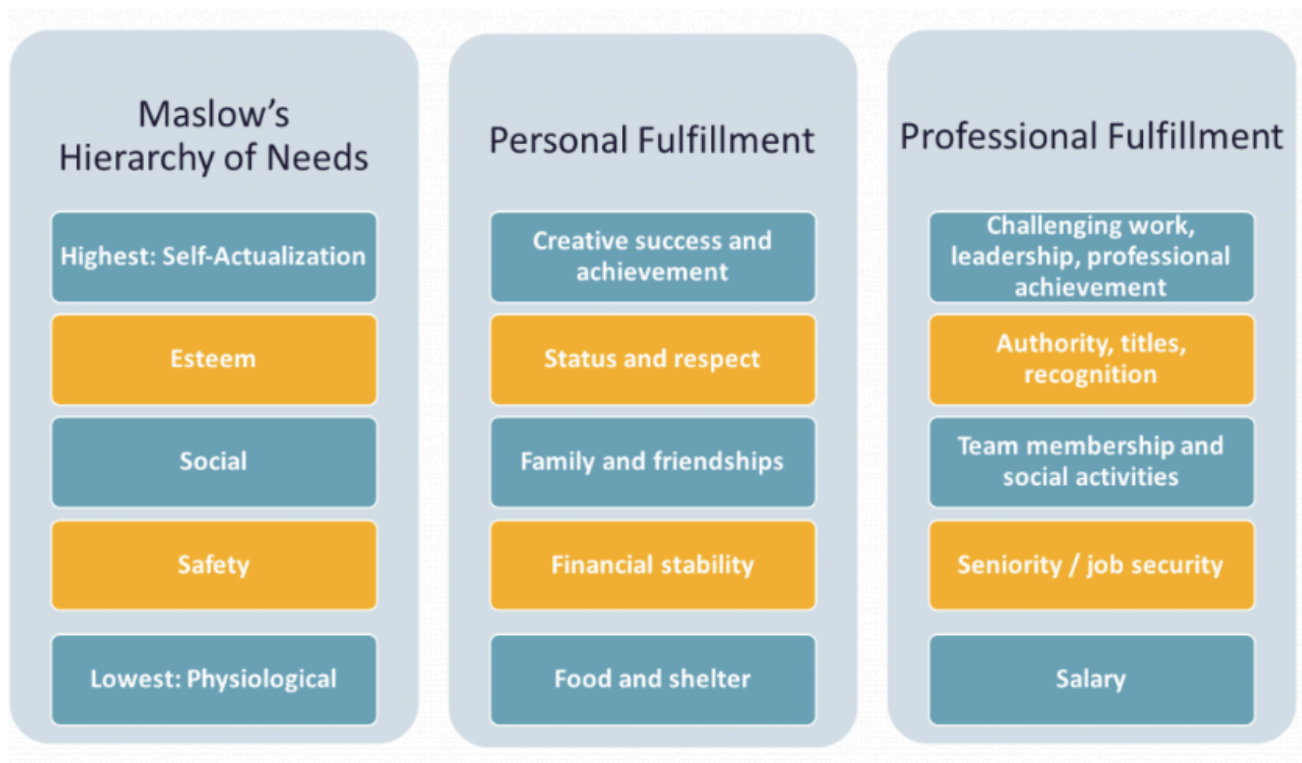 Maslow’s
Hierarchy of Needs
Highest: Self-Actualization
Esteem
Social
Safety
Lowest: Physiological
Personal Fulfillment
Creative success and
achievement
Status and respect
Family and friendships
Financial stability
Food and shelter
Professional Fulfillment
Challenging work,
leadership, professional
achievement
Authority, titles,
recognition
Team membership and
social activities
Seniority / job security
Salary